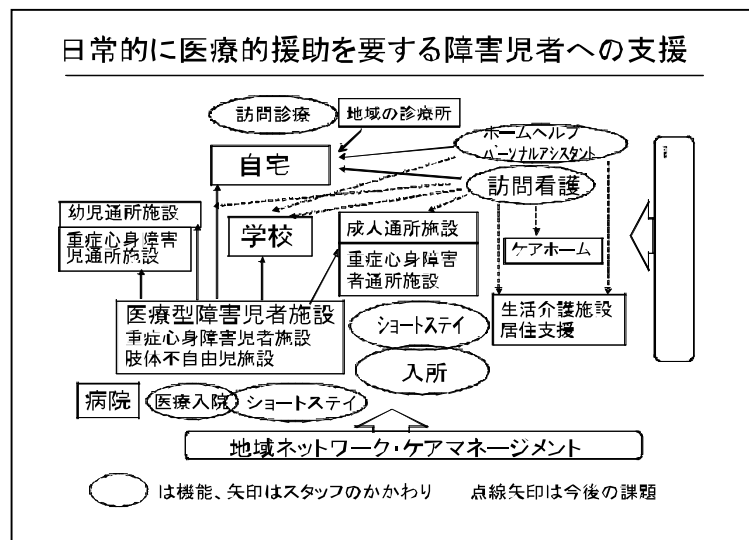 日常的に医療的援助を要する障害児者への支援
訪問診療
地域の診療所
ホームヘルプ
パーソナルアシスタント
自宅
訪問看護
幼児通所施設
学校
成人通所施設
重症心身障害
児通所施設
ケアホーム
重症心身障害
者通所施設
医療型障害児者施設
重症心身障害児者施設
肢体不自由児施設
ショートステイ
生活介護施設
居住支援
入所
病院
医療入院
ショートステイ
地域ネットワーク・ケアマネージメント
は機能、矢印はスタッフのかかわり 点線矢印は今後の課題